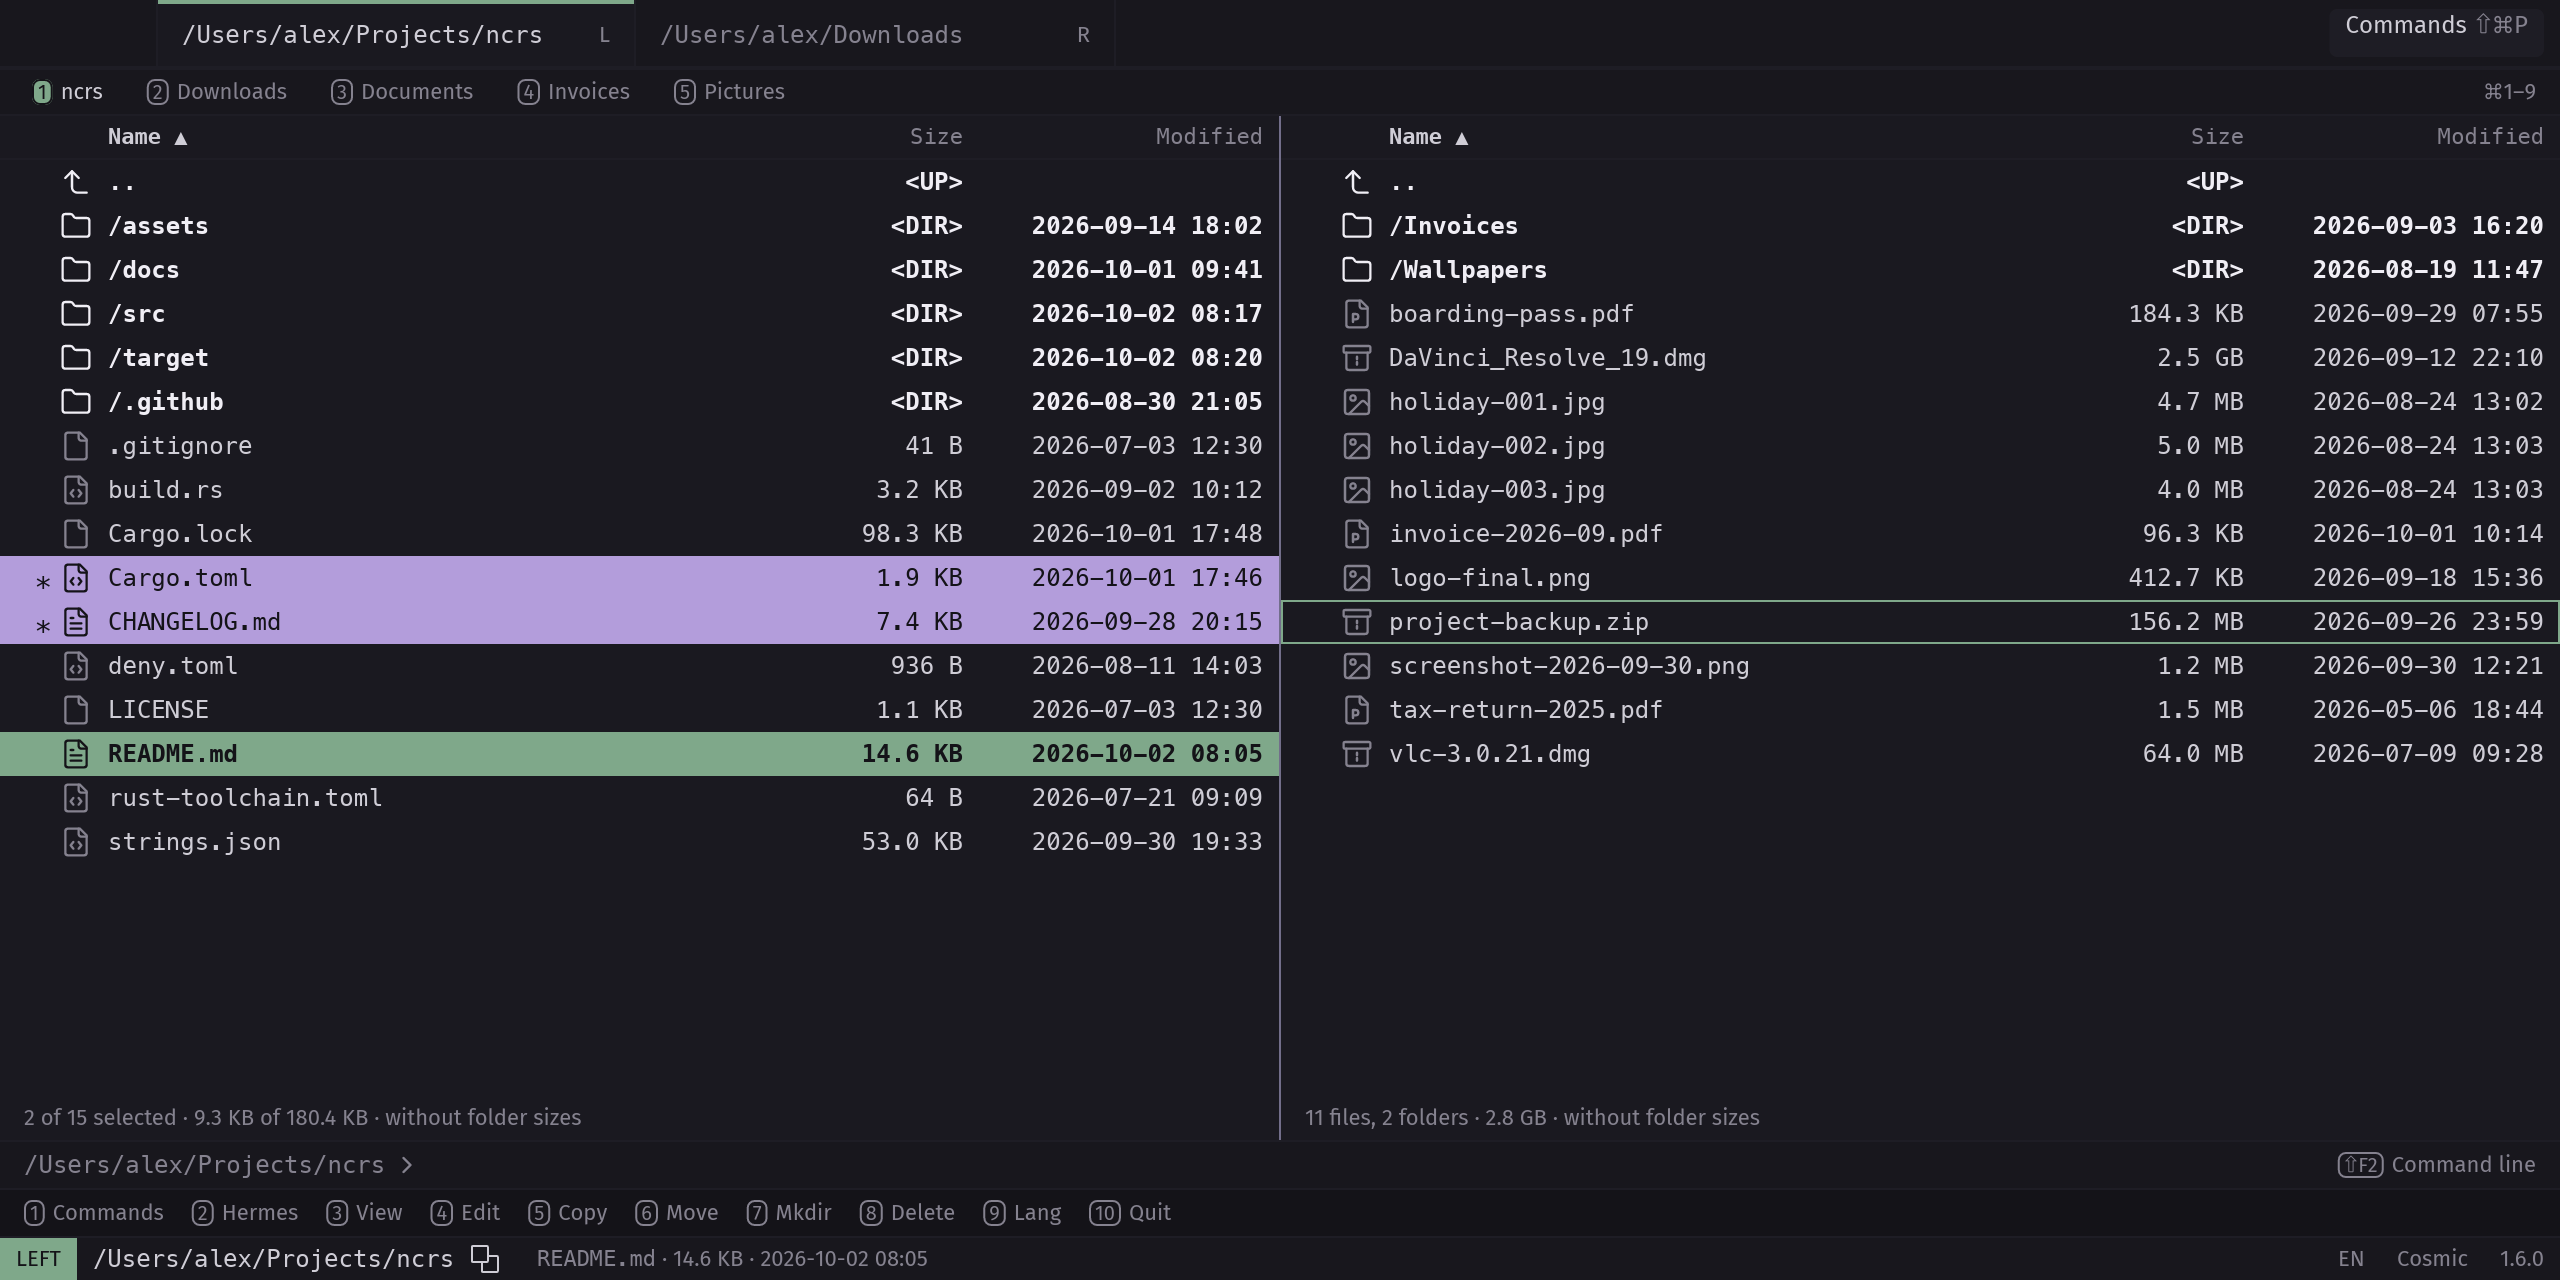 /Users/alex/Projects/ncrs L /Users/alex/Downloads R Commands ⇧⌘P
1 ncrs 2 Downloads 3 Documents 4 Invoices 5 Pictures ⌘1–9
Name ▲ Size Modified
.. <UP>
/assets <DIR> 2026-09-14 18:02
/docs <DIR> 2026-10-01 09:41
/src <DIR> 2026-10-02 08:17
/target <DIR> 2026-10-02 08:20
/.github <DIR> 2026-08-30 21:05
.gitignore 41 B 2026-07-03 12:30
build.rs 3.2 KB 2026-09-02 10:12
Cargo.lock 98.3 KB 2026-10-01 17:48
* Cargo.toml 1.9 KB 2026-10-01 17:46
* CHANGELOG.md 7.4 KB 2026-09-28 20:15
deny.toml 936 B 2026-08-11 14:03
LICENSE 1.1 KB 2026-07-03 12:30
README.md 14.6 KB 2026-10-02 08:05
rust-toolchain.toml 64 B 2026-07-21 09:09
strings.json 53.0 KB 2026-09-30 19:33
2 of 15 selected · 9.3 KB of 180.4 KB · without folder sizes
Name ▲ Size Modified
.. <UP>
/Invoices <DIR> 2026-09-03 16:20
/Wallpapers <DIR> 2026-08-19 11:47
boarding-pass.pdf 184.3 KB 2026-09-29 07:55
DaVinci_Resolve_19.dmg 2.5 GB 2026-09-12 22:10
holiday-001.jpg 4.7 MB 2026-08-24 13:02
holiday-002.jpg 5.0 MB 2026-08-24 13:03
holiday-003.jpg 4.0 MB 2026-08-24 13:03
invoice-2026-09.pdf 96.3 KB 2026-10-01 10:14
logo-final.png 412.7 KB 2026-09-18 15:36
project-backup.zip 156.2 MB 2026-09-26 23:59
screenshot-2026-09-30.png 1.2 MB 2026-09-30 12:21
tax-return-2025.pdf 1.5 MB 2026-05-06 18:44
vlc-3.0.21.dmg 64.0 MB 2026-07-09 09:28
11 files, 2 folders · 2.8 GB · without folder sizes
/Users/alex/Projects/ncrs > ⇧F2 Command line
1 Commands 2 Hermes 3 View 4 Edit 5 Copy 6 Move 7 Mkdir 8 Delete 9 Lang 10 Quit
LEFT /Users/alex/Projects/ncrs README.md · 14.6 KB · 2026-10-02 08:05 EN Cosmic 1.6.0